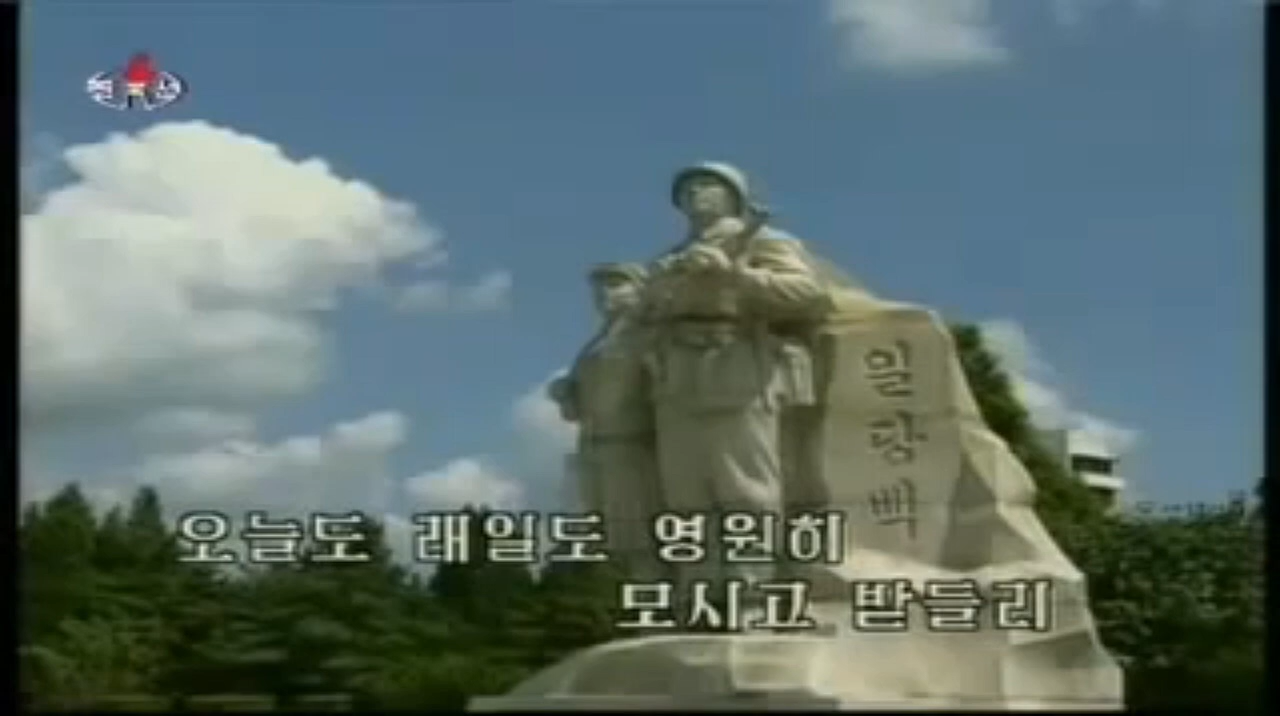 일당백
오늘도 래일도 영원히
모시고 받들리